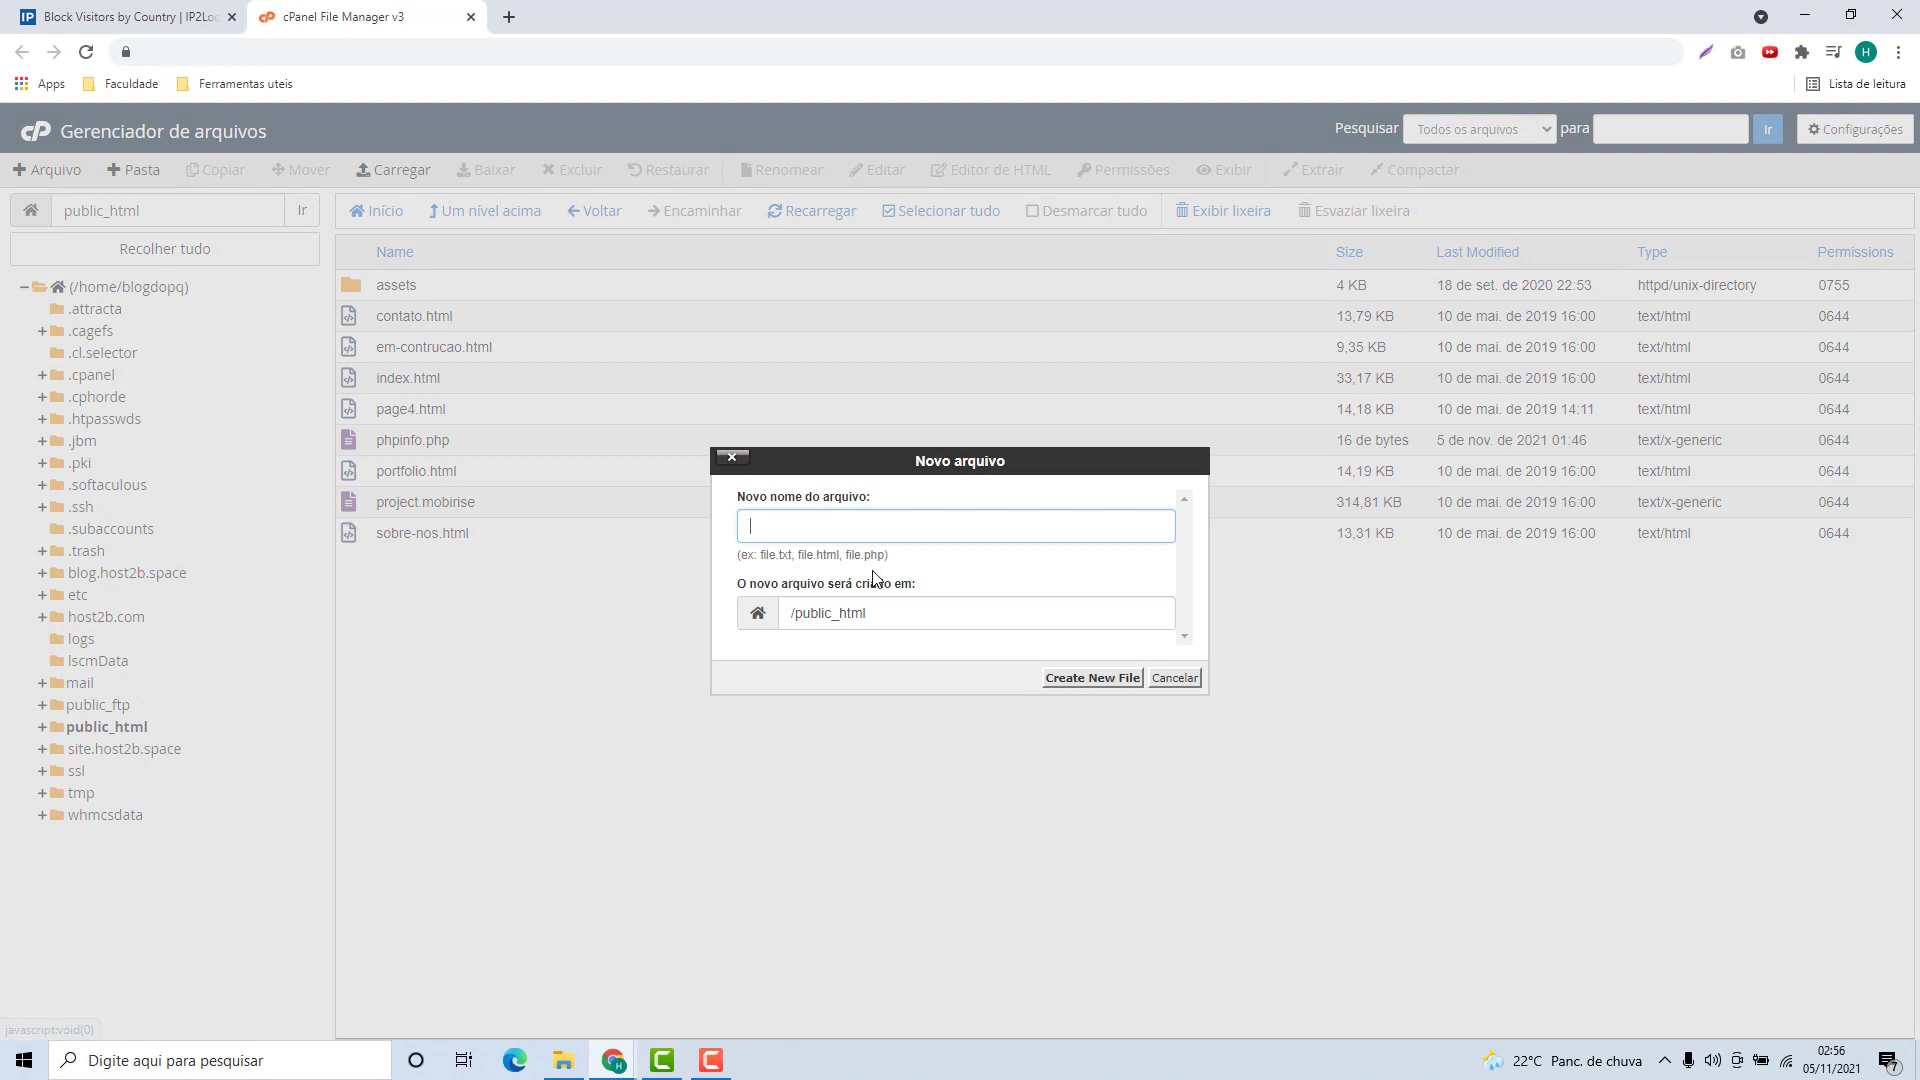 Block Visitors by Country | IP2Loc
cPanel File Manager v3
H
Apps
Faculdade
Ferramentas uteis
Lista de leitura
cP Gerenciador de arquivos
Pesquisar
Todos os arquivos
para
Ir
Configurações
Arquivo
Pasta
Copiar
Mover
Carregar
Baixar
Excluir
Restaurar
Renomear
Editar
Editor de HTML
Permissões
Exibir
Extrair
Compactar
public_html
Ir
Início
Um nível acima
Voltar
Encaminhar
Recarregar
Selecionar tudo
Desmarcar tudo
Exibir lixeira
Esvaziar lixeira
Recolher tudo
(/home/blogdopq)
.attracta
.cagefs
.cl.selector
.cpanel
.cphorde
.htpasswds
.jbm
.pki
.softaculous
.ssh
.subaccounts
.trash
blog.host2b.space
etc
host2b.com
logs
lscmData
mail
public_ftp
public_html
site.host2b.space
ssl
tmp
whmcsdata
Name Size Last Modified Type Permissions
assets 4 KB 18 de set. de 2020 22:53 httpd/unix-directory 0755
contato.html 13,79 KB 10 de mai. de 2019 16:00 text/html 0644
em-contrucao.html 9,35 KB 10 de mai. de 2019 16:00 text/html 0644
index.html 33,17 KB 10 de mai. de 2019 16:00 text/html 0644
page4.html 14,18 KB 10 de mai. de 2019 14:11 text/html 0644
phpinfo.php 16 de bytes 5 de nov. de 2021 01:46 text/x-generic 0644
portfolio.html 14,19 KB 10 de mai. de 2019 16:00 text/html 0644
project.mobirise 314,81 KB 10 de mai. de 2019 16:00 text/x-generic 0644
sobre-nos.html 13,31 KB 10 de mai. de 2019 16:00 text/html 0644
Novo arquivo
Novo nome do arquivo:
(ex: file.txt, file.html, file.php)
O novo arquivo será criado em:
/public_html
Create New File
Cancelar
javascript:void(0)
Digite aqui para pesquisar
22°C Panc. de chuva
02:56
05/11/2021
7